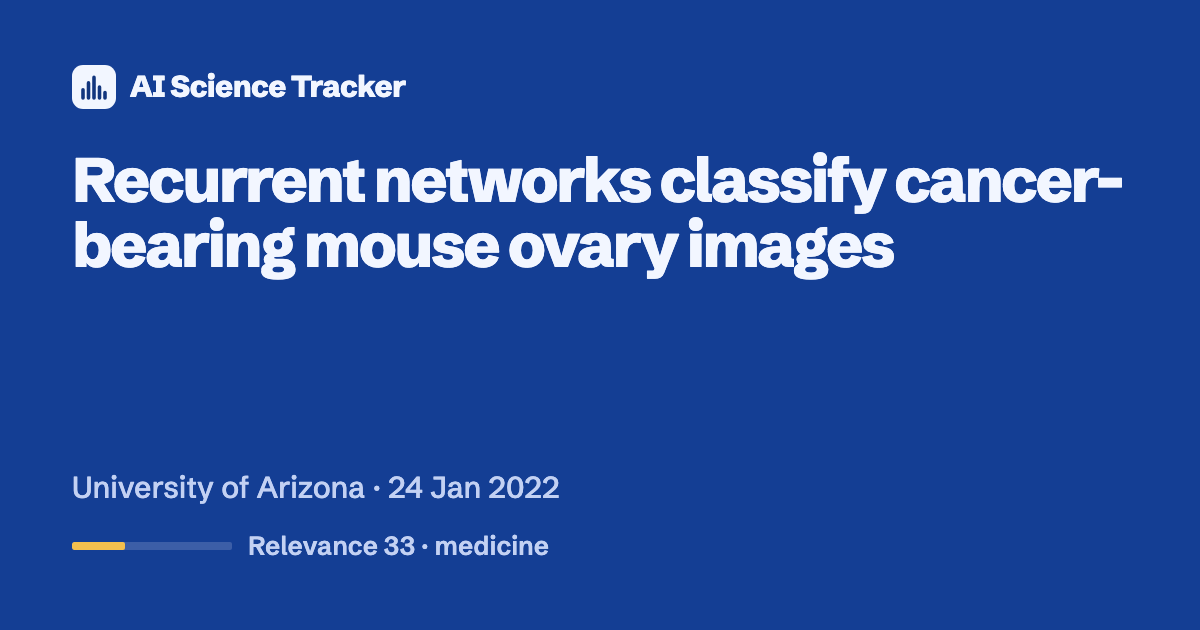 AI Science Tracker
Recurrent networks classify cancer-
bearing mouse ovary images
University of Arizona · 24 Jan 2022
Relevance 33 · medicine